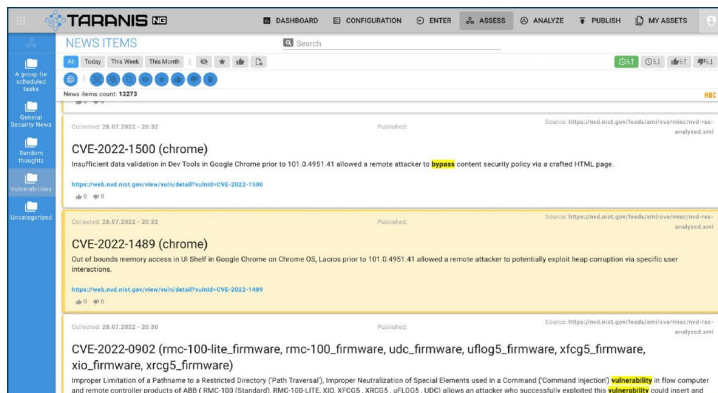 TARANIS NG
DASHBOARD CONFIGURATION ENTER ASSESS ANALYZE PUBLISH MY ASSETS
NEWS ITEMS Search
All Today This Week This Month
News items count: 13273 ABC
A group for
scheduled
tasks
General
Security News
Random
thoughts
Vulnerabilities
Uncategorized
0 0
Collected: 28.07.2022 - 20:32 Published: Source: https://nvd.nist.gov/feeds/xml/cve/misc/nvd-rss-
analyzed.xml
CVE-2022-1500 (chrome)
Insufficient data validation in Dev Tools in Google Chrome prior to 101.0.4951.41 allowed a remote attacker to bypass content security policy via a crafted HTML page.
https://web.nvd.nist.gov/view/vuln/detail?vulnId=CVE-2022-1500
0 0
Collected: 28.07.2022 - 20:32 Published: Source: https://nvd.nist.gov/feeds/xml/cve/misc/nvd-rss-
analyzed.xml
CVE-2022-1489 (chrome)
Out of bounds memory access in UI Shelf in Google Chrome on Chrome OS, Lacros prior to 101.0.4951.41 allowed a remote attacker to potentially exploit heap corruption via specific user
interactions.
https://web.nvd.nist.gov/view/vuln/detail?vulnId=CVE-2022-1489
0 0
Collected: 28.07.2022 - 20:30 Published: Source: https://nvd.nist.gov/feeds/xml/cve/misc/nvd-rss-
analyzed.xml
CVE-2022-0902 (rmc-100-lite_firmware, rmc-100_firmware, udc_firmware, uflog5_firmware, xfcg5_firmware,
xio_firmware, xrcg5_firmware)
Improper Limitation of a Pathname to a Restricted Directory ('Path Traversal'), Improper Neutralization of Special Elements used in a Command ('Command Injection') vulnerability in flow computer
and remote controller products of ABB ( RMC-100 (Standard), RMC-100-LITE, XIO, XFCG5 , XRCG5 , uFLOG5 , UDC) allows an attacker who successfully exploited this vulnerability could insert and